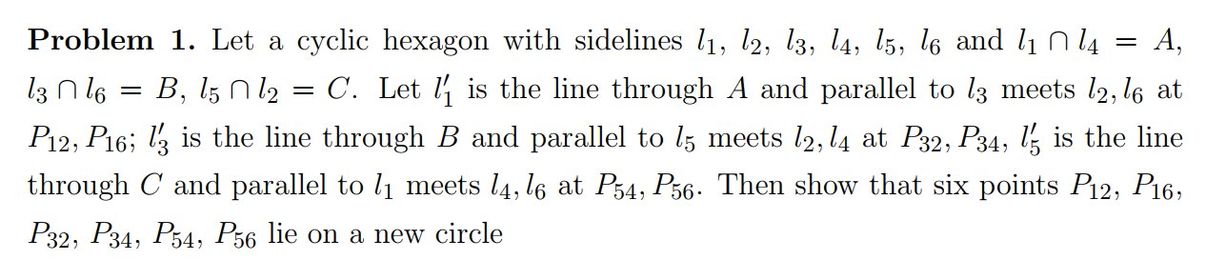 Problem 1. Let a cyclic hexagon with sidelines l₁, l₂, l₃, l₄, l₅, l₆ and l₁ ∩ l₄ = A,
l₃ ∩ l₆ = B, l₅ ∩ l₂ = C. Let l′₁ is the line through A and parallel to l₃ meets l₂, l₆ at
P₁₂, P₁₆; l′₃ is the line through B and parallel to l₅ meets l₂, l₄ at P₃₂, P₃₄, l′₅ is the line
through C and parallel to l₁ meets l₄, l₆ at P₅₄, P₅₆. Then show that six points P₁₂, P₁₆,
P₃₂, P₃₄, P₅₄, P₅₆ lie on a new circle